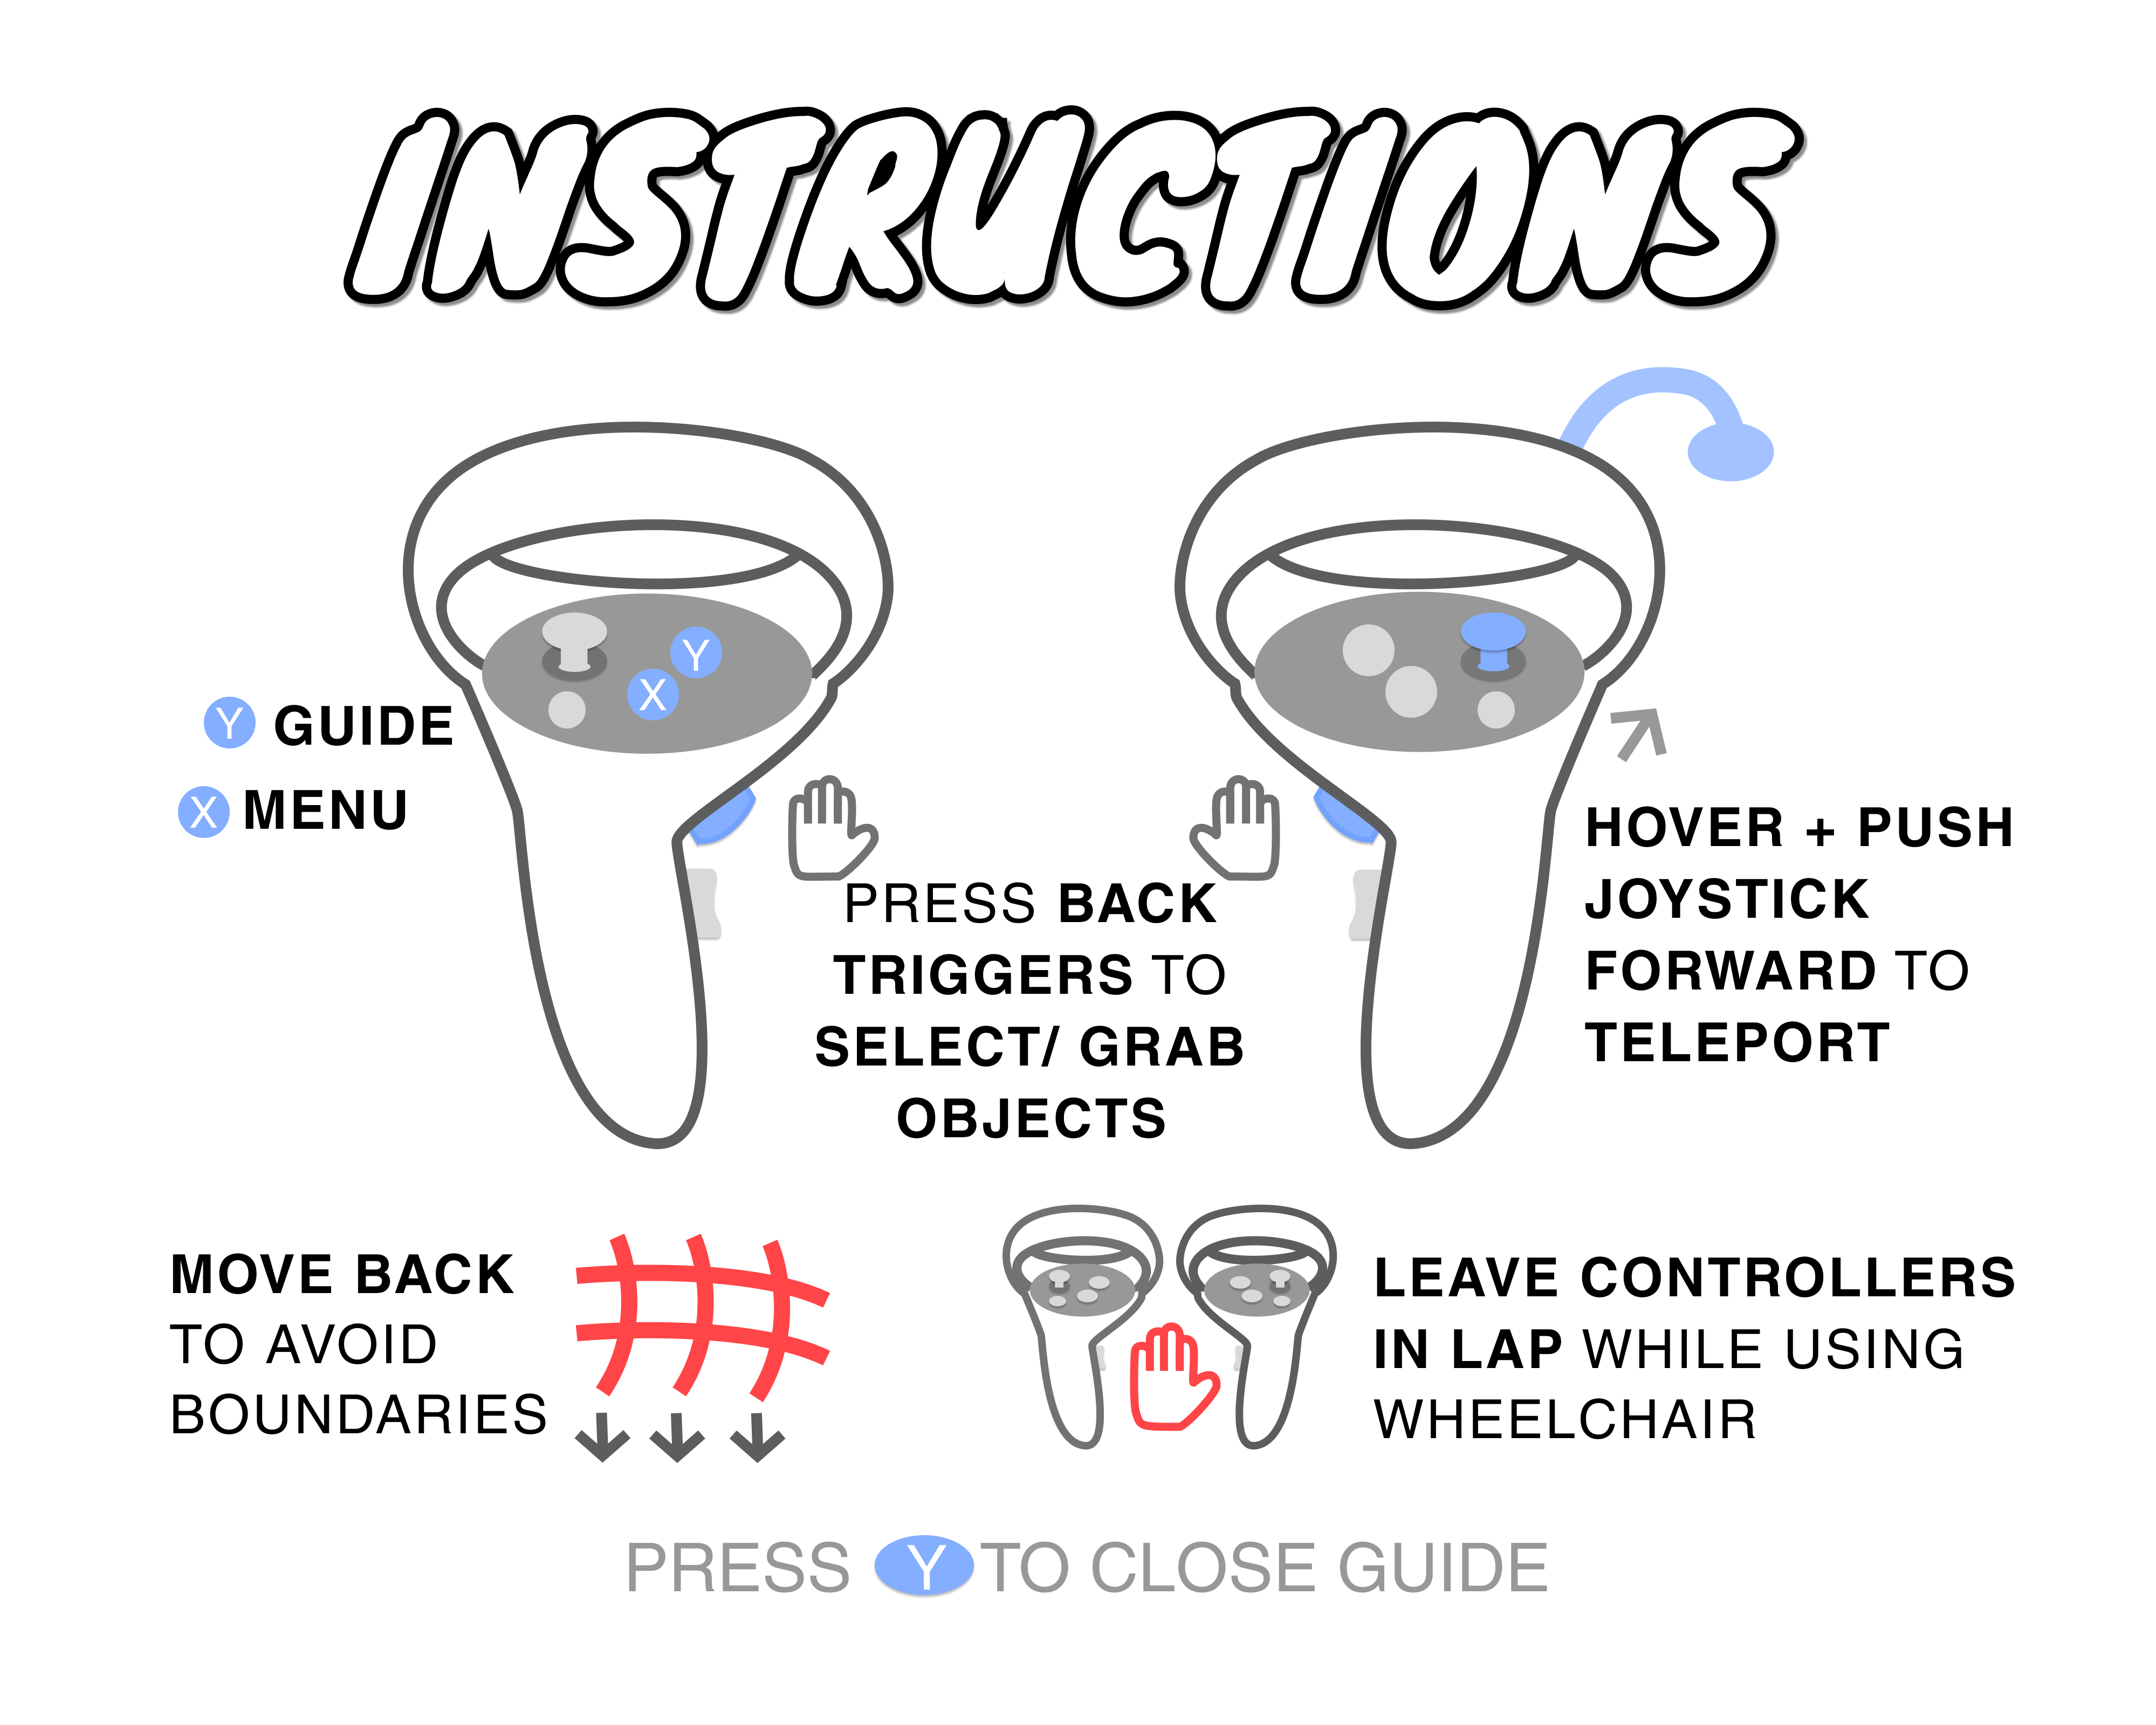 INSTRUCTIONS
Y
X
Y GUIDE
X MENU
PRESS BACK
TRIGGERS TO
SELECT/ GRAB
OBJECTS
HOVER + PUSH
JOYSTICK
FORWARD TO
TELEPORT
MOVE BACK
TO AVOID
BOUNDARIES
LEAVE CONTROLLERS
IN LAP WHILE USING
WHEELCHAIR
PRESS Y TO CLOSE GUIDE